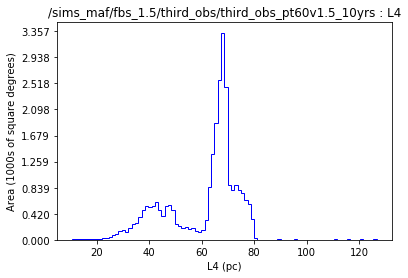 /sims_maf/fbs_1.5/third_obs/third_obs_pt60v1.5_10yrs : L4
3.357
2.938
2.518
2.098
1.679
1.259
0.839
0.420
0.000
Area (1000s of square degrees)
20 40 60 80 100 120
L4 (pc)